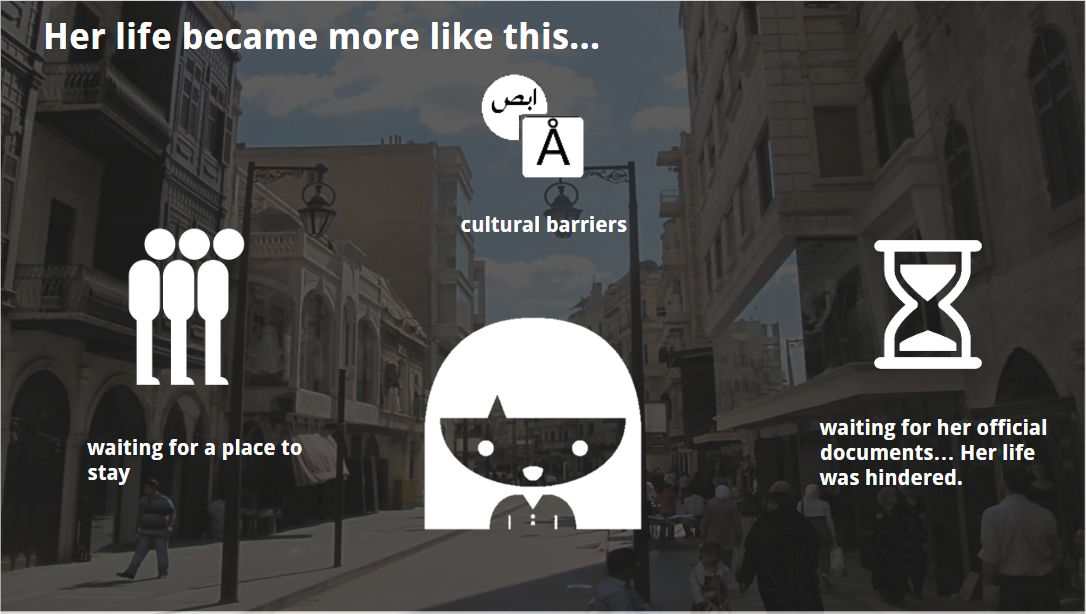 Her life became more like this...
ابص
Å
cultural barriers
waiting for a place to
stay
waiting for her official
documents... Her life
was hindered.